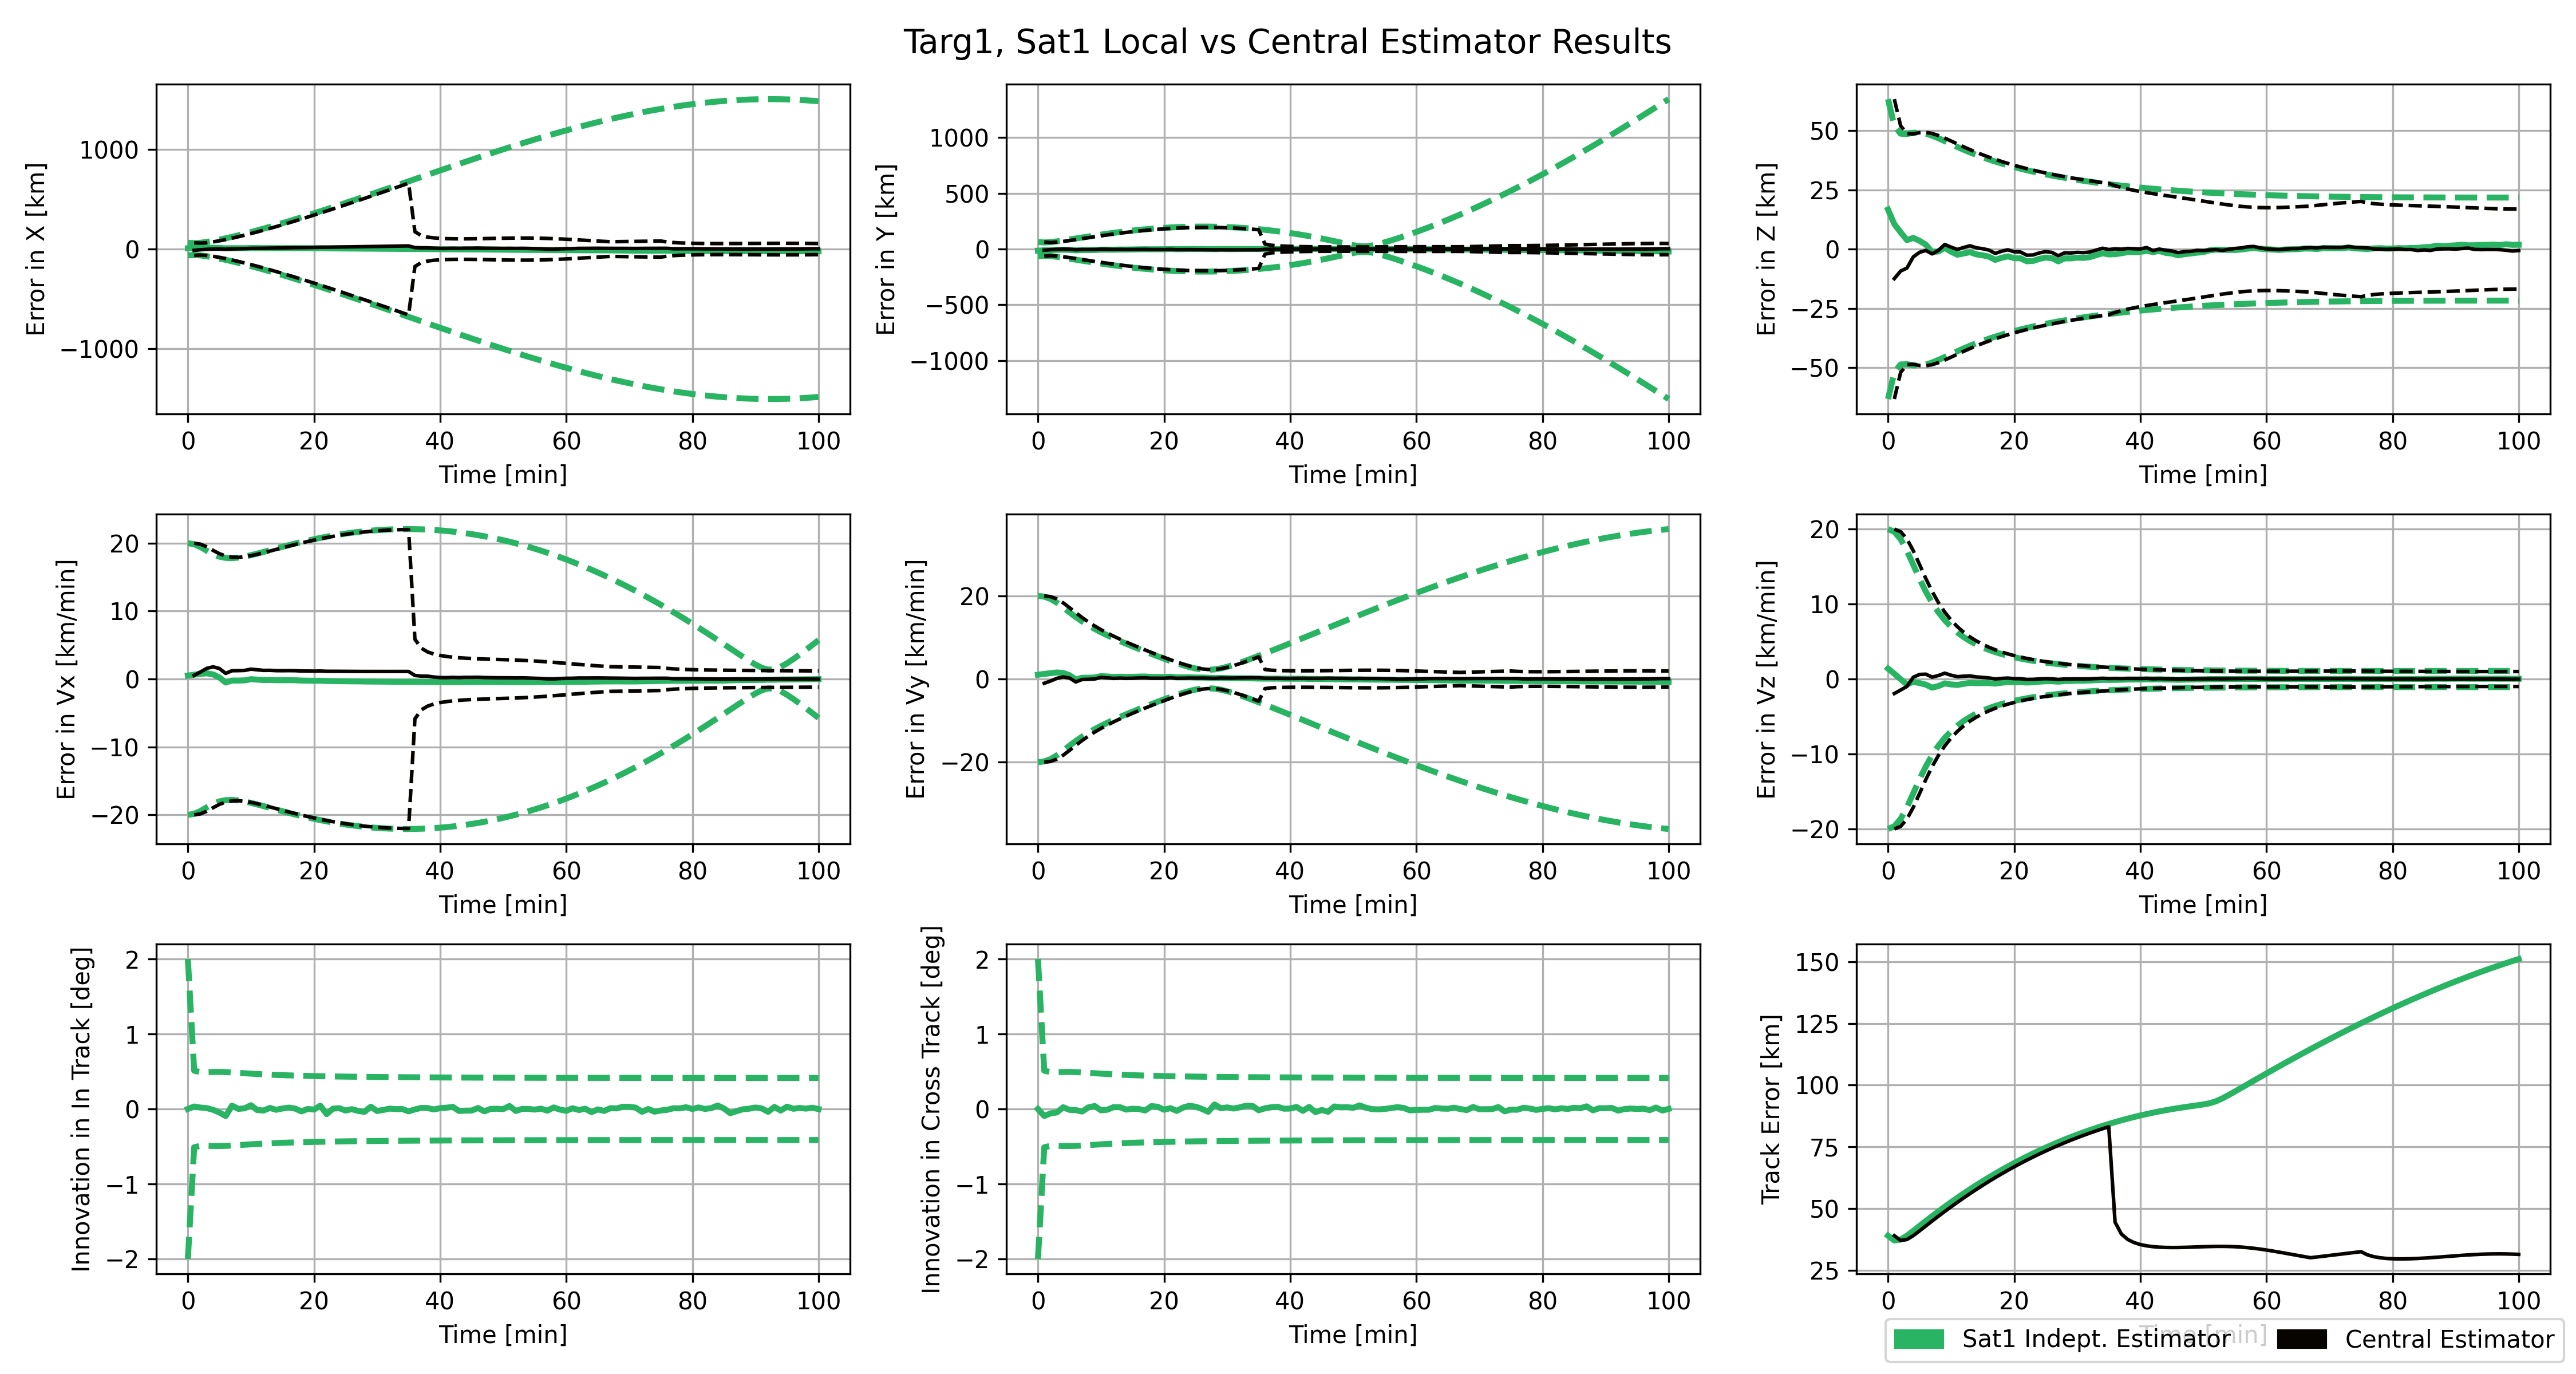 Targ1, Sat1 Local vs Central Estimator Results
Error in X [km]
1000
0
−1000
0 20 40 60 80 100
Time [min]
Error in Y [km]
1000
500
0
−500
−1000
0 20 40 60 80 100
Time [min]
Error in Z [km]
50
25
0
−25
−50
0 20 40 60 80 100
Time [min]
Error in Vx [km/min]
20
10
0
−10
−20
0 20 40 60 80 100
Time [min]
Error in Vy [km/min]
20
0
−20
0 20 40 60 80 100
Time [min]
Error in Vz [km/min]
20
10
0
−10
−20
0 20 40 60 80 100
Time [min]
Innovation in In Track [deg]
2
1
0
−1
−2
0 20 40 60 80 100
Time [min]
Innovation in Cross Track [deg]
2
1
0
−1
−2
0 20 40 60 80 100
Time [min]
Track Error [km]
150
125
100
75
50
25
0 20 40 60 80 100
Time [min]
Sat1 Indept. Estimator
Central Estimator